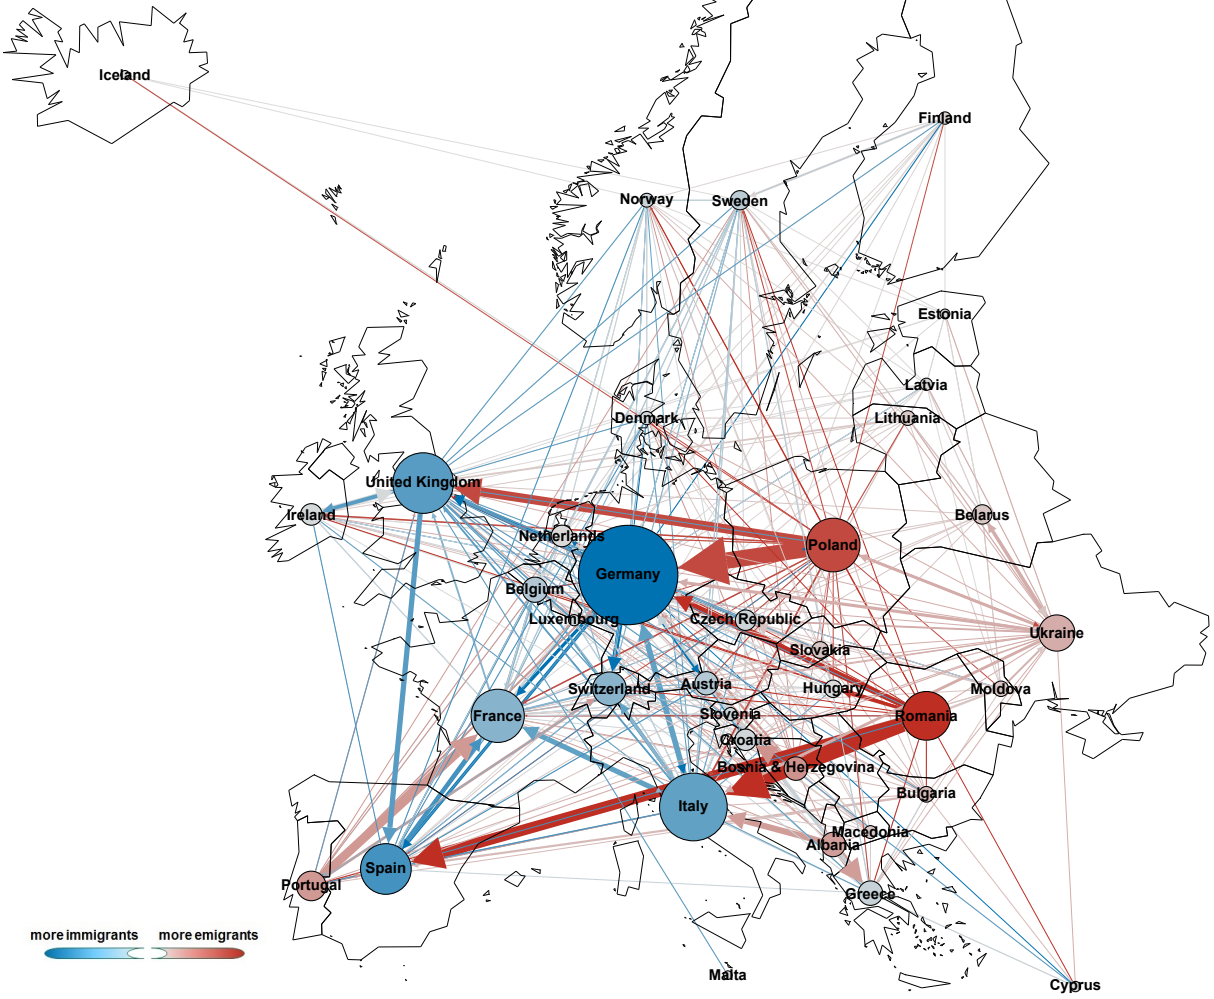 Iceland
Finland
Norway
Sweden
Estonia
Latvia
Denmark
Lithuania
United Kingdom
Ireland
Belarus
Netherlands
Poland
Germany
Belgium
Luxembourg
Czech Republic
Ukraine
Slovakia
Switzerland
Austria
Hungary
Moldova
France
Slovenia
Romania
Croatia
Bosnia & Herzegovina
Bulgaria
Italy
Macedonia
Albania
Spain
Portugal
Greece
more immigrants
more emigrants
Malta
Cyprus